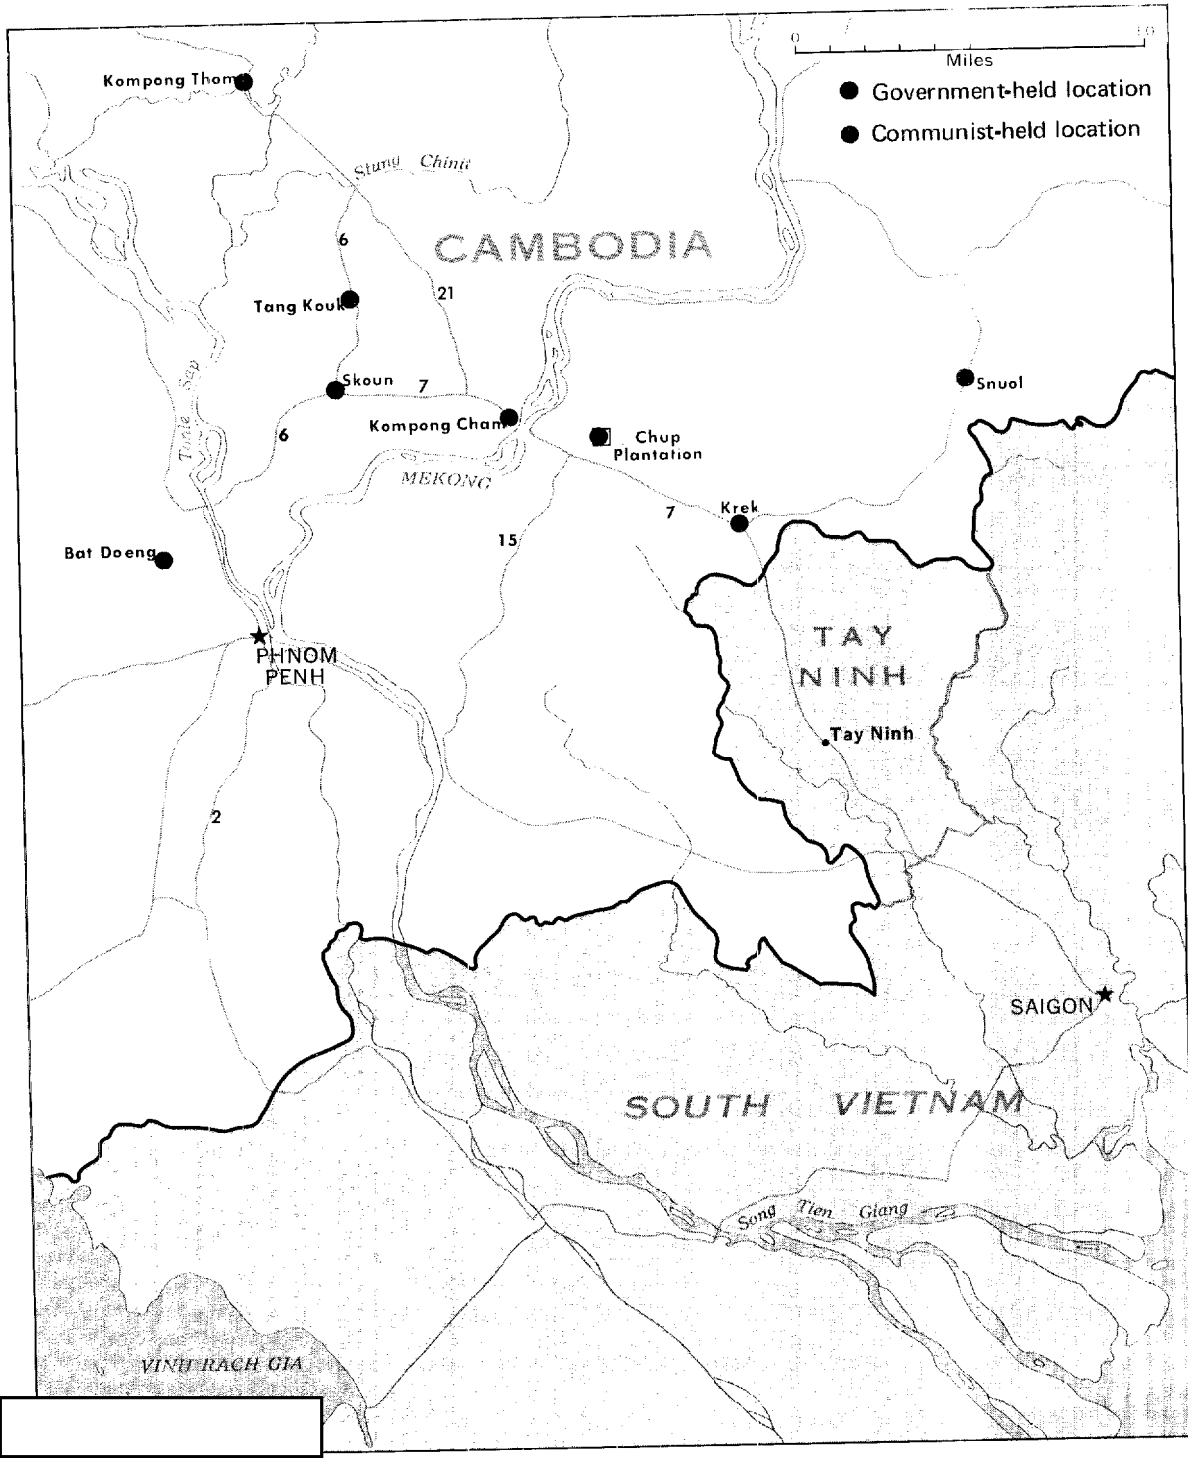 0
Miles
Government-held location
Communist-held location
Kompong Thom
Stung Chinit
CAMBODIA
6
21
Tang Kouk
Tonle Sap
Skoun
7
Snuol
6
Kompong Cham
Chup
Plantation
MEKONG
Krek
7
15
Bat Doeng
PHNOM
PENH
TAY
NINH
Tay Ninh
2
SAIGON
SOUTH VIETNAM
Song Tien Giang
VINH RACH GIA